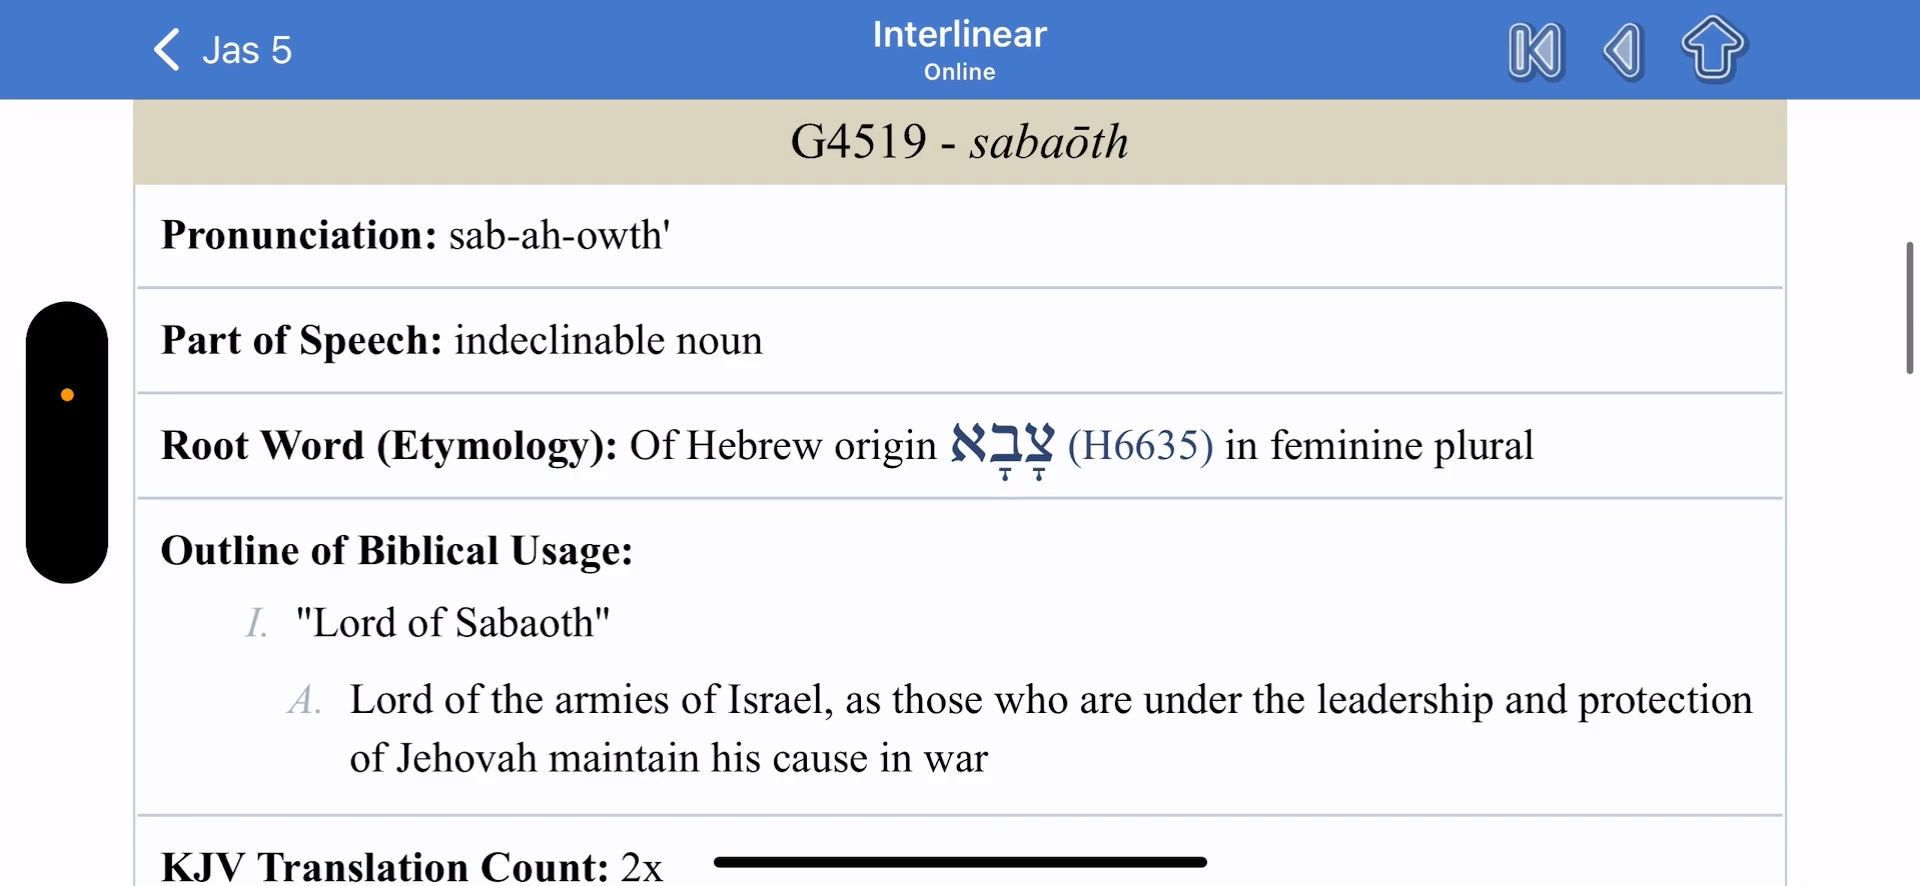 Jas 5
Interlinear
Online
G4519 - sabaōth
Pronunciation: sab-ah-owth'
Part of Speech: indeclinable noun
Root Word (Etymology): Of Hebrew origin צָבָא (H6635) in feminine plural
Outline of Biblical Usage:
I. "Lord of Sabaoth"
A. Lord of the armies of Israel, as those who are under the leadership and protection
of Jehovah maintain his cause in war
KJV Translation Count: 2x